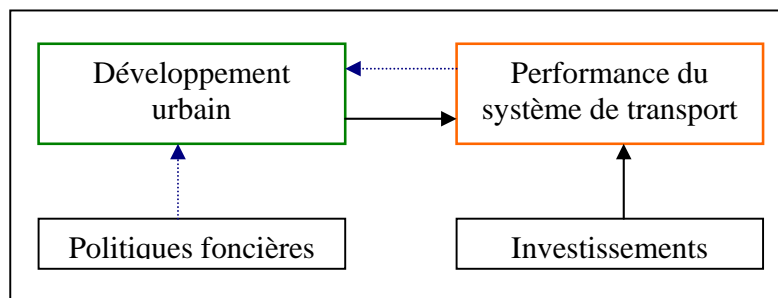 Développement
urbain
Performance du
système de transport
Politiques foncières
Investissements